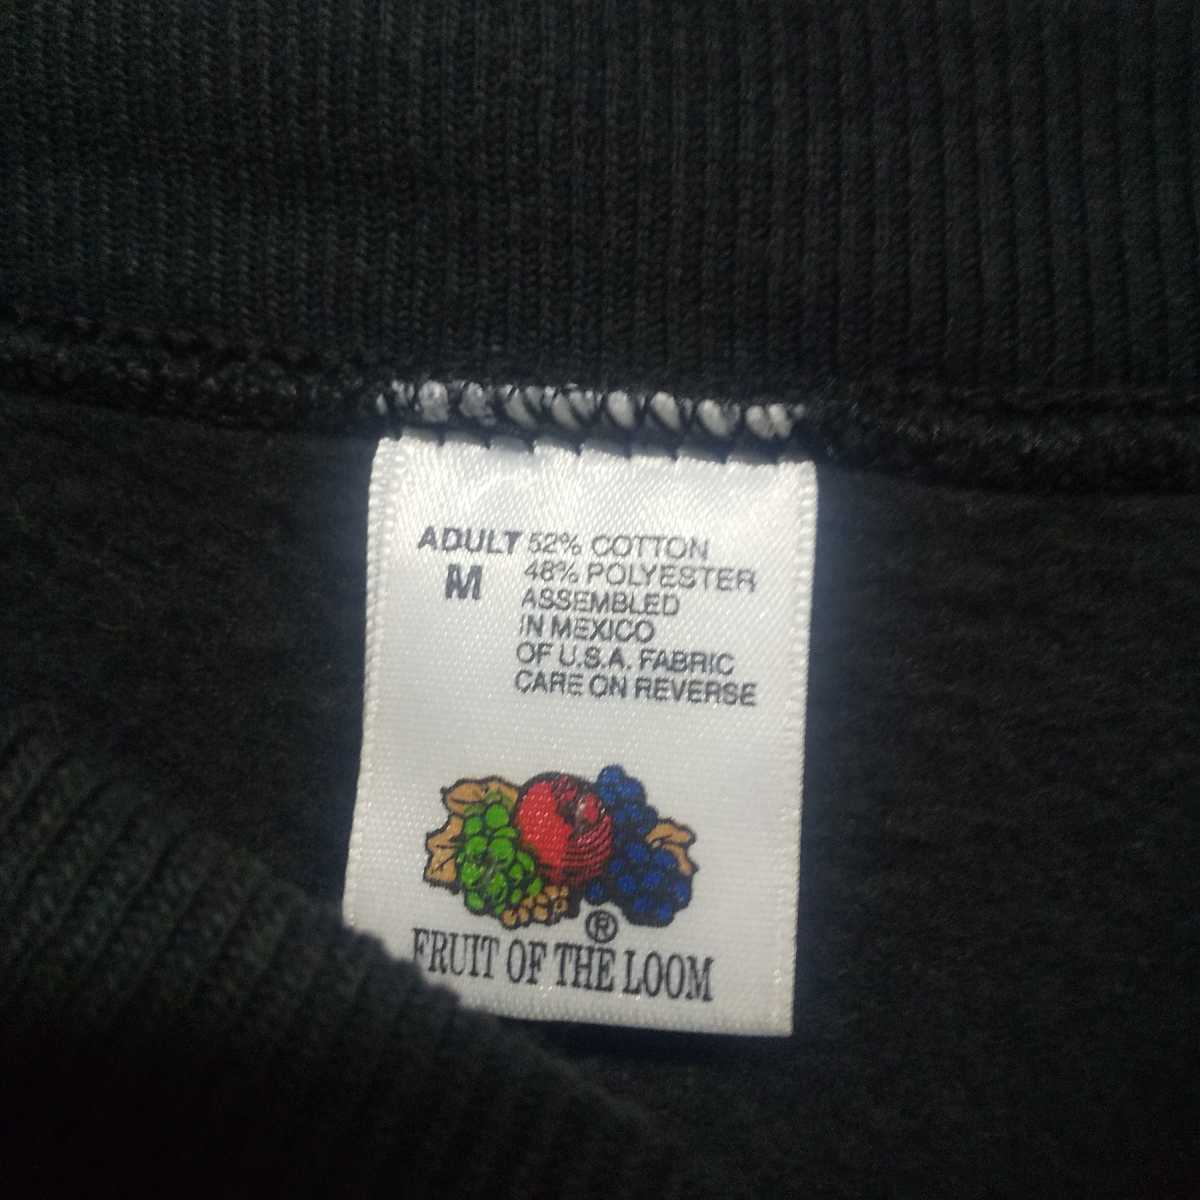 ADULT 52% COTTON
M 48% POLYESTER
ASSEMBLED
IN MEXICO
OF U.S.A. FABRIC
CARE ON REVERSE
®
FRUIT OF THE LOOM